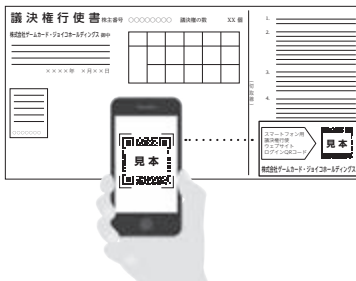 議決権行使書 株主番号 ○○○○○○○○ 議決権の数 XX 個
株式会社ゲームカード・ジョイコホールディングス 御中
××××年 ×月××日
○○○○○○○
1.
2.
3.
4.
見本
スマートフォン用
議決権行使
ウェブサイト
ログインQRコード
見本
株式会社ゲームカード・ジョイコホールディングス